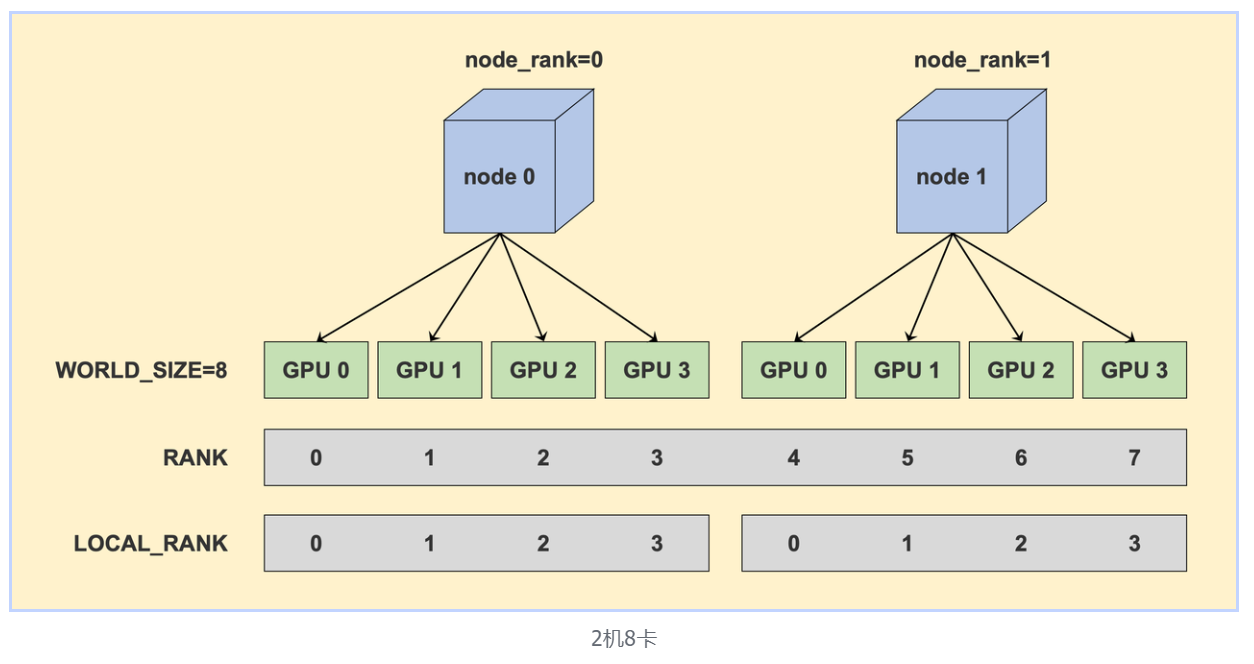 node_rank=0 node_rank=1
node 0 node 1
WORLD_SIZE=8 GPU 0 GPU 1 GPU 2 GPU 3 GPU 0 GPU 1 GPU 2 GPU 3
RANK 0 1 2 3 4 5 6 7
LOCAL_RANK 0 1 2 3 0 1 2 3
2机8卡